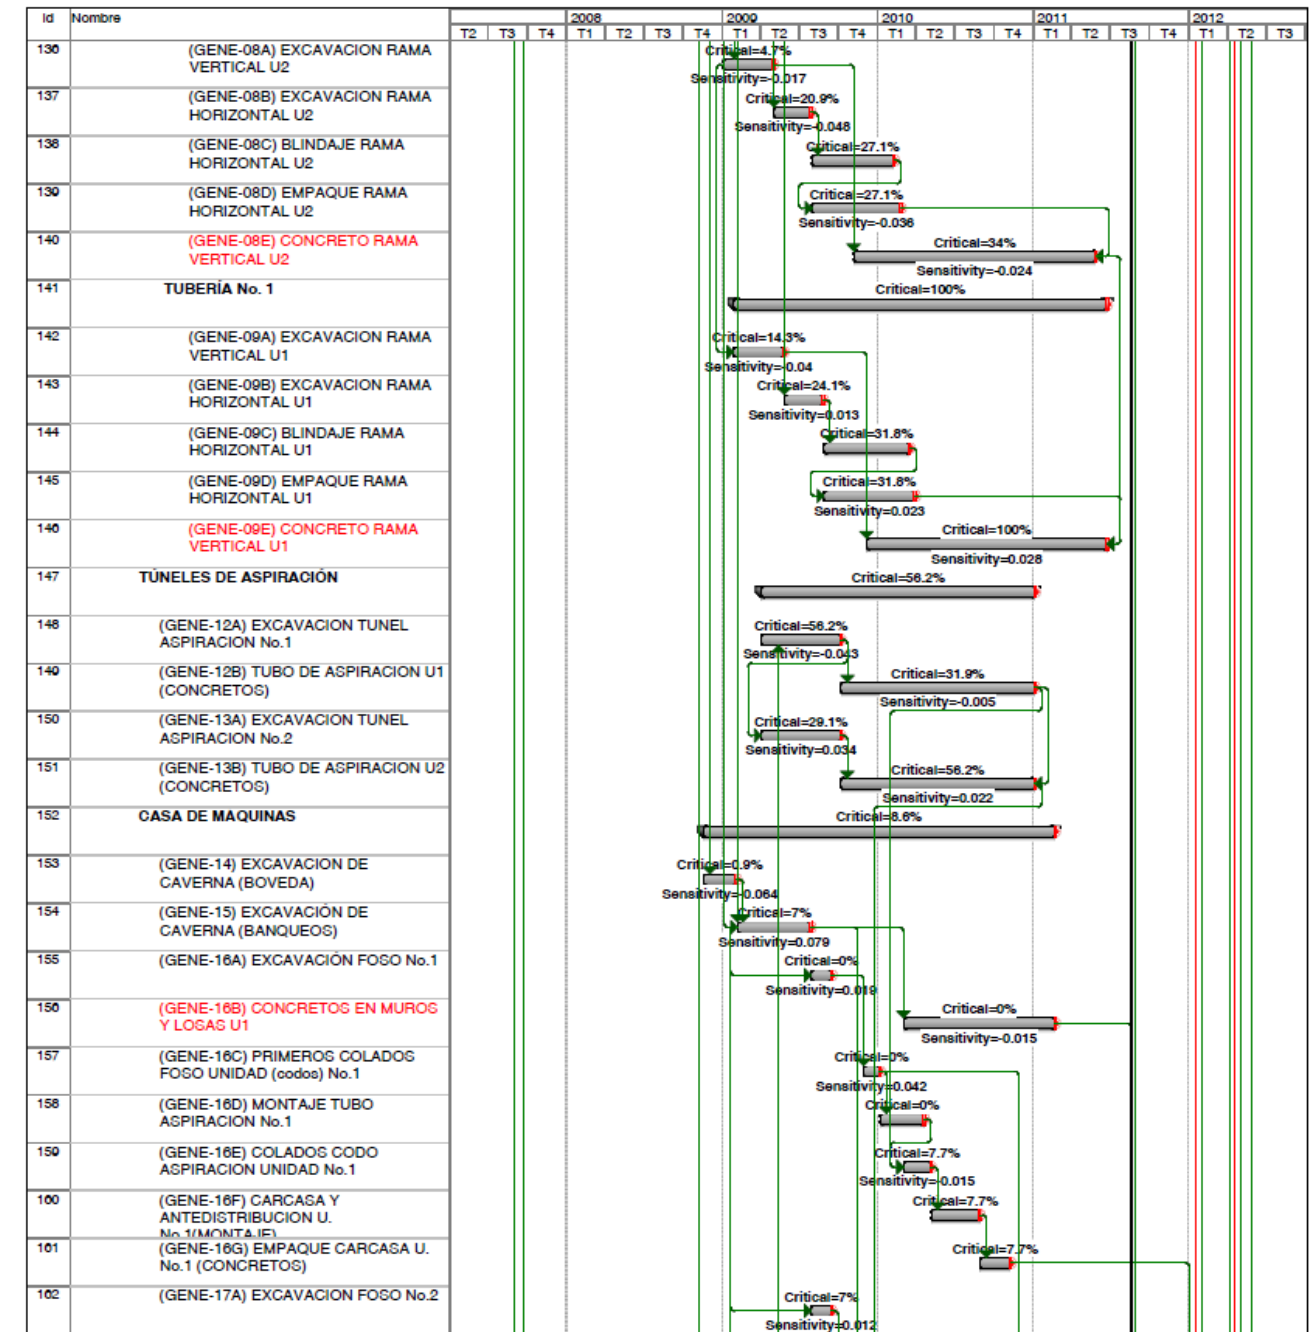 Id Nombre 2008 2009 2010 2011 2012
T2 T3 T4 T1 T2 T3 T4 T1 T2 T3 T4 T1 T2 T3 T4 T1 T2 T3 T4 T1 T2 T3
136 (GENE-08A) EXCAVACION RAMA Critical=4.7%
VERTICAL U2 Sensitivity=-0.017
137 (GENE-08B) EXCAVACION RAMA Critical=20.9%
HORIZONTAL U2 Sensitivity=-0.048
138 (GENE-08C) BLINDAJE RAMA Critical=27.1%
HORIZONTAL U2
139 (GENE-08D) EMPAQUE RAMA Critical=27.1%
HORIZONTAL U2 Sensitivity=-0.036
140 (GENE-08E) CONCRETO RAMA Critical=34%
VERTICAL U2 Sensitivity=-0.024
141 TUBERÍA No. 1 Critical=100%
142 (GENE-09A) EXCAVACION RAMA Critical=14.3%
VERTICAL U1 Sensitivity=-0.04
143 (GENE-09B) EXCAVACION RAMA Critical=24.1%
HORIZONTAL U1 Sensitivity=0.013
144 (GENE-09C) BLINDAJE RAMA Critical=31.8%
HORIZONTAL U1
145 (GENE-09D) EMPAQUE RAMA Critical=31.8%
HORIZONTAL U1 Sensitivity=0.023
146 (GENE-09E) CONCRETO RAMA Critical=100%
VERTICAL U1 Sensitivity=0.028
147 TÚNELES DE ASPIRACIÓN Critical=56.2%
148 (GENE-12A) EXCAVACION TUNEL Critical=56.2%
ASPIRACION No.1 Sensitivity=-0.043
149 (GENE-12B) TUBO DE ASPIRACION U1 Critical=31.9%
(CONCRETOS) Sensitivity=-0.005
150 (GENE-13A) EXCAVACION TUNEL Critical=29.1%
ASPIRACION No.2 Sensitivity=0.034
151 (GENE-13B) TUBO DE ASPIRACION U2 Critical=56.2%
(CONCRETOS) Sensitivity=0.022
152 CASA DE MAQUINAS Critical=8.6%
153 (GENE-14) EXCAVACION DE Critical=0.9%
CAVERNA (BOVEDA) Sensitivity=-0.064
154 (GENE-15) EXCAVACIÓN DE Critical=7%
CAVERNA (BANQUEOS) Sensitivity=0.079
155 (GENE-16A) EXCAVACIÓN FOSO No.1 Critical=0%
Sensitivity=0.019
156 (GENE-16B) CONCRETOS EN MUROS Critical=0%
Y LOSAS U1 Sensitivity=-0.015
157 (GENE-16C) PRIMEROS COLADOS Critical=0%
FOSO UNIDAD (codos) No.1 Sensitivity=0.042
158 (GENE-16D) MONTAJE TUBO Critical=0%
ASPIRACION No.1
159 (GENE-16E) COLADOS CODO Critical=7.7%
ASPIRACION UNIDAD No.1 Sensitivity=-0.015
160 (GENE-16F) CARCASA Y Critical=7.7%
ANTEDISTRIBUCION U.
No.1(MONTAJE)
161 (GENE-16G) EMPAQUE CARCASA U. Critical=7.7%
No.1 (CONCRETOS)
162 (GENE-17A) EXCAVACION FOSO No.2 Critical=7%
Sensitivity=0.012